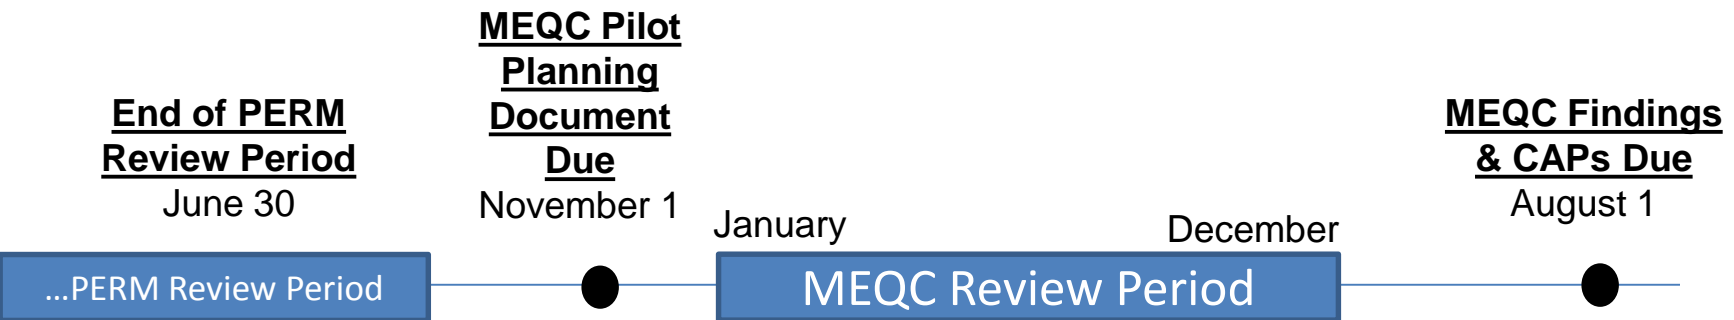 End of PERM
Review Period
June 30
MEQC Pilot
Planning
Document
Due
November 1
January
December
MEQC Findings
& CAPs Due
August 1
...PERM Review Period
MEQC Review Period